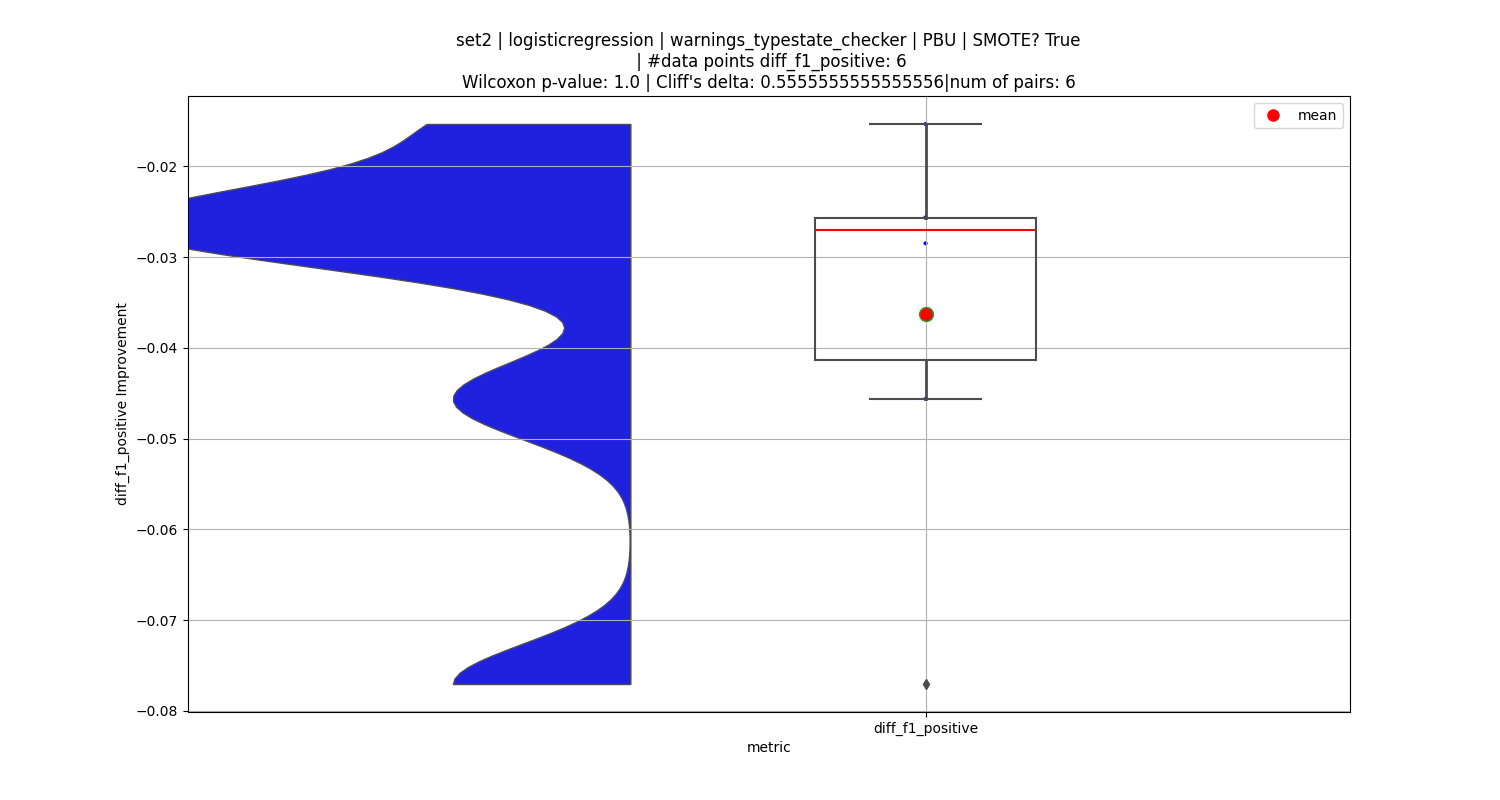 set2 | logisticregression | warnings_typestate_checker | PBU | SMOTE? True
| #data points diff_f1_positive: 6
Wilcoxon p-value: 1.0 | Cliff's delta: 0.5555555555555556|num of pairs: 6
mean
−0.02
−0.03
−0.04
−0.05
−0.06
−0.07
−0.08
diff_f1_positive Improvement
diff_f1_positive
metric